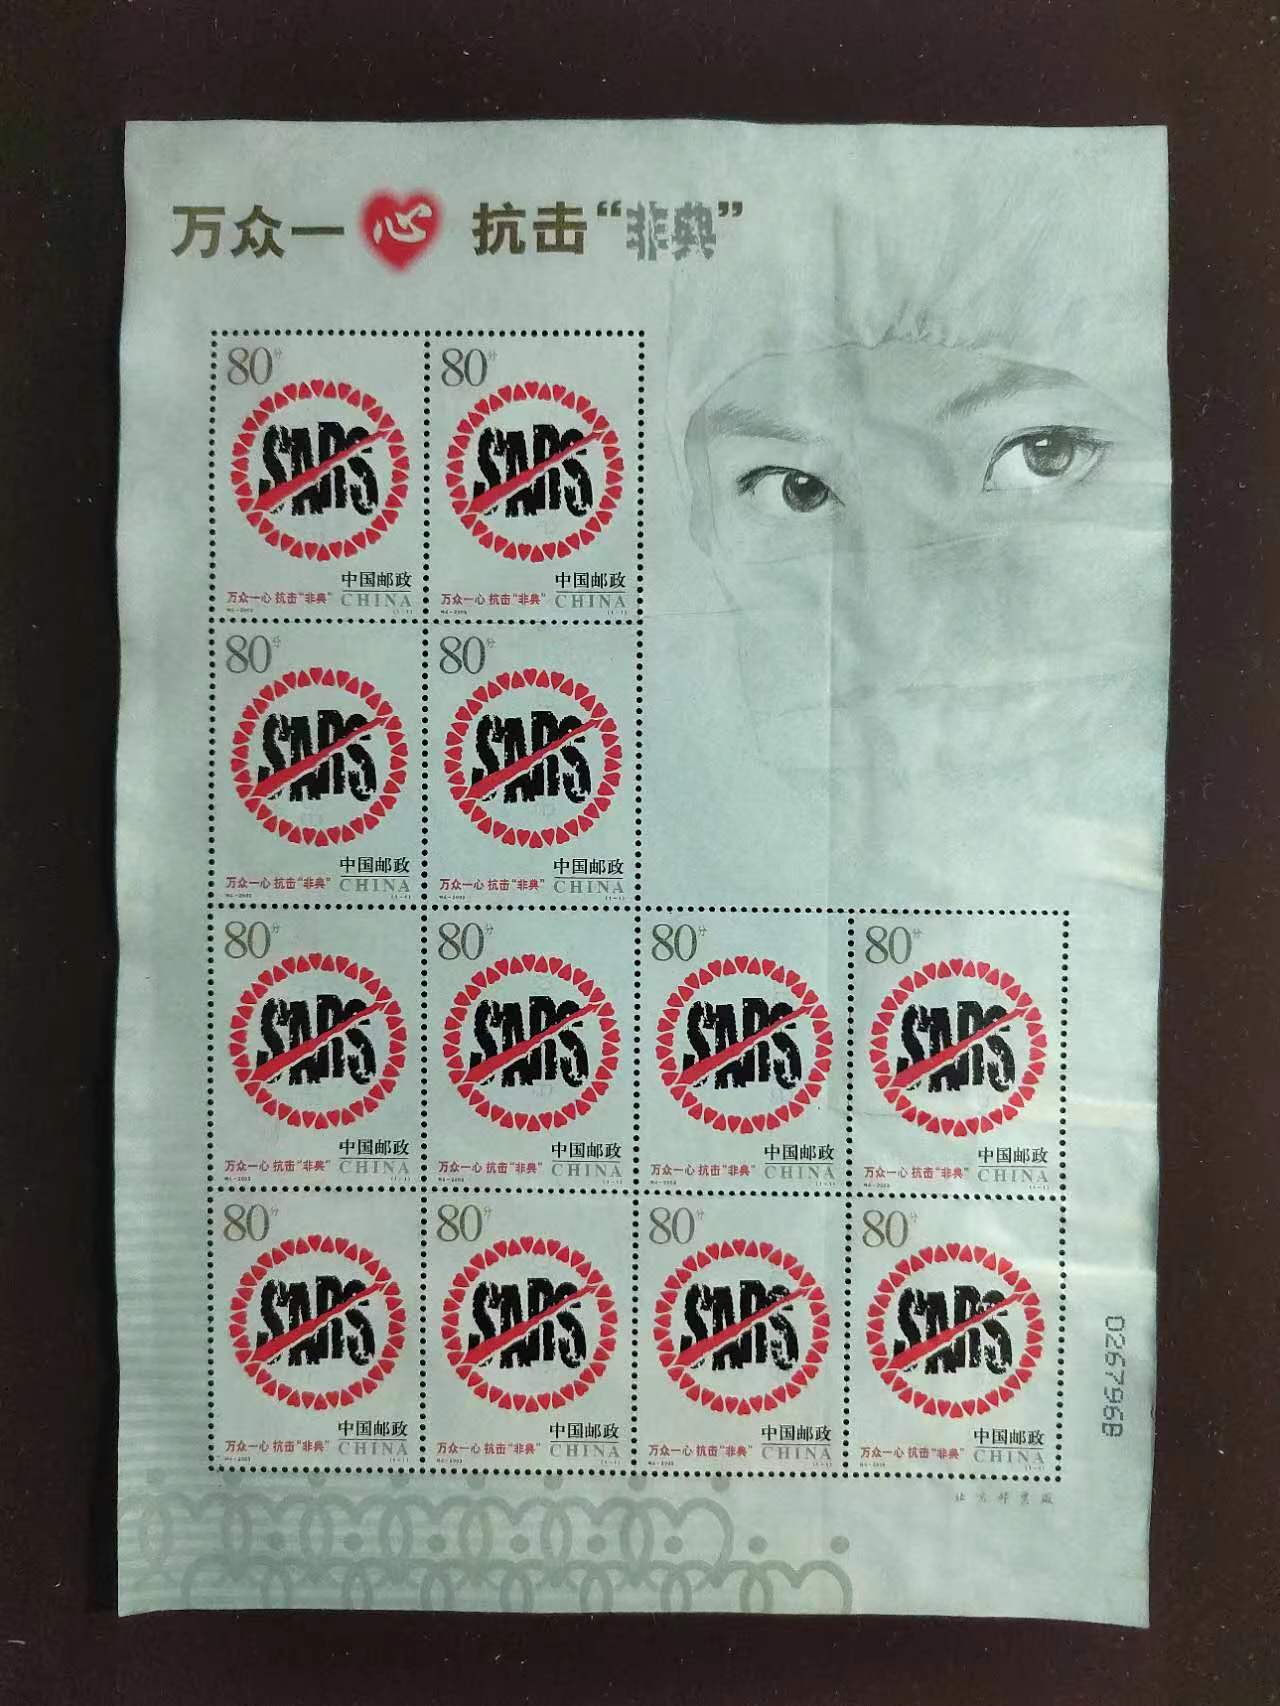 万众一心 抗击“非典”
80分 80分
SARS SARS
中国邮政 中国邮政
万众一心 抗击“非典” CHINA 万众一心 抗击“非典” CHINA
80分 80分
SARS SARS
中国邮政 中国邮政
万众一心 抗击“非典” CHINA 万众一心 抗击“非典” CHINA
80分 80分 80分 80分
SARS SARS SARS SARS
中国邮政 中国邮政 中国邮政 中国邮政
万众一心 抗击“非典” CHINA 万众一心 抗击“非典” CHINA 万众一心 抗击“非典” CHINA 万众一心 抗击“非典” CHINA
80分 80分 80分 80分
SARS SARS SARS SARS
中国邮政 中国邮政 中国邮政 中国邮政
万众一心 抗击“非典” CHINA 万众一心 抗击“非典” CHINA 万众一心 抗击“非典” CHINA 万众一心 抗击“非典” CHINA
0267968
北京邮票厂